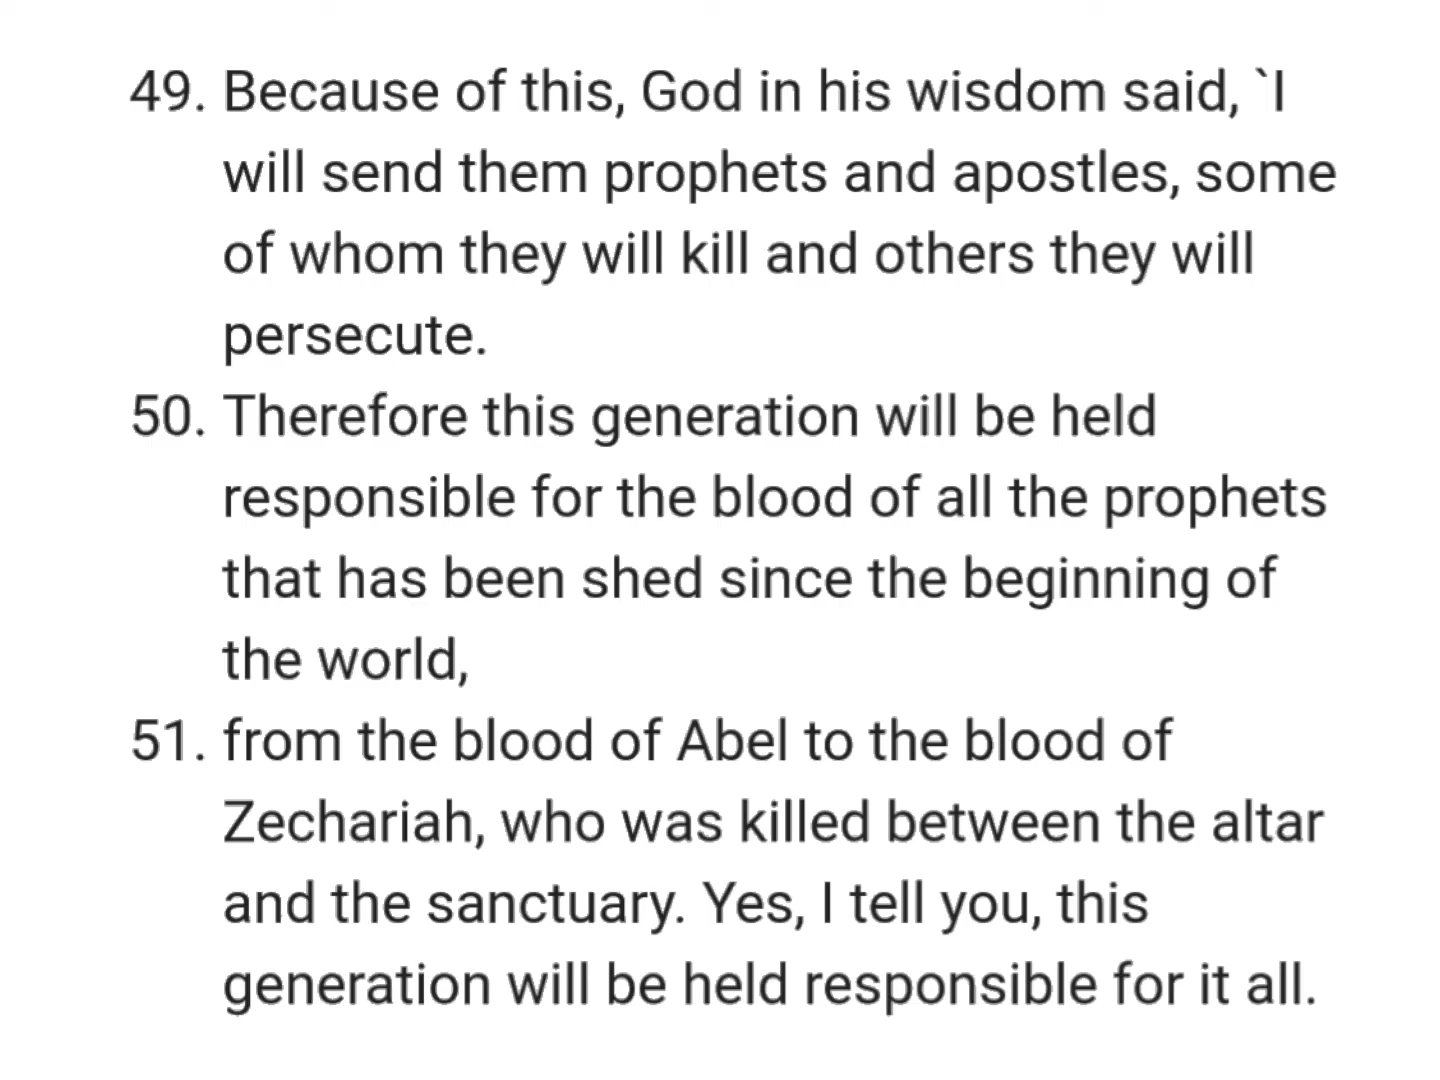 49. Because of this, God in his wisdom said, `I
will send them prophets and apostles, some
of whom they will kill and others they will
persecute.
50. Therefore this generation will be held
responsible for the blood of all the prophets
that has been shed since the beginning of
the world,
51. from the blood of Abel to the blood of
Zechariah, who was killed between the altar
and the sanctuary. Yes, I tell you, this
generation will be held responsible for it all.